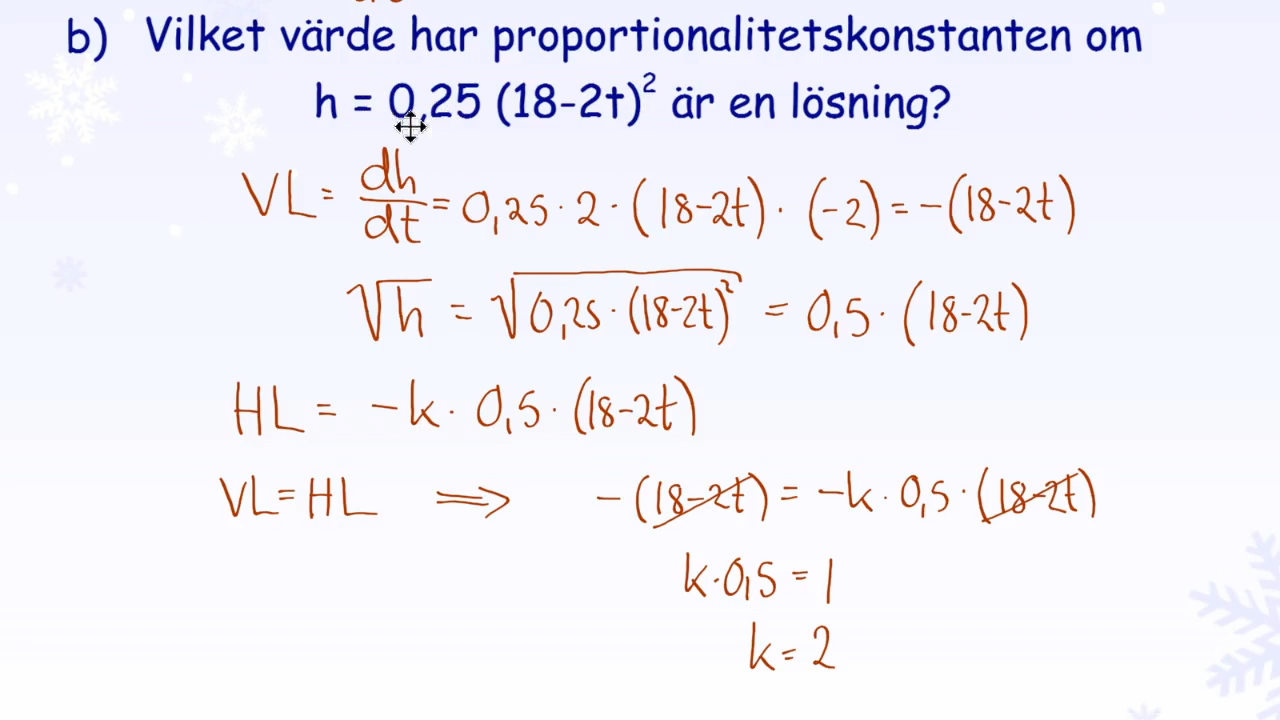 b) Vilket värde har proportionalitetskonstanten om
h = 0,25 (18-2t)² är en lösning?
VL = dh/dt = 0,25 · 2 · (18-2t) · (-2) = -(18-2t)
√h = √(0,25 · (18-2t)²) = 0,5 · (18-2t)
HL = -k · 0,5 · (18-2t)
VL = HL ⟹ -(18-2t) = -k · 0,5 · (18-2t)
k · 0,5 = 1
k = 2